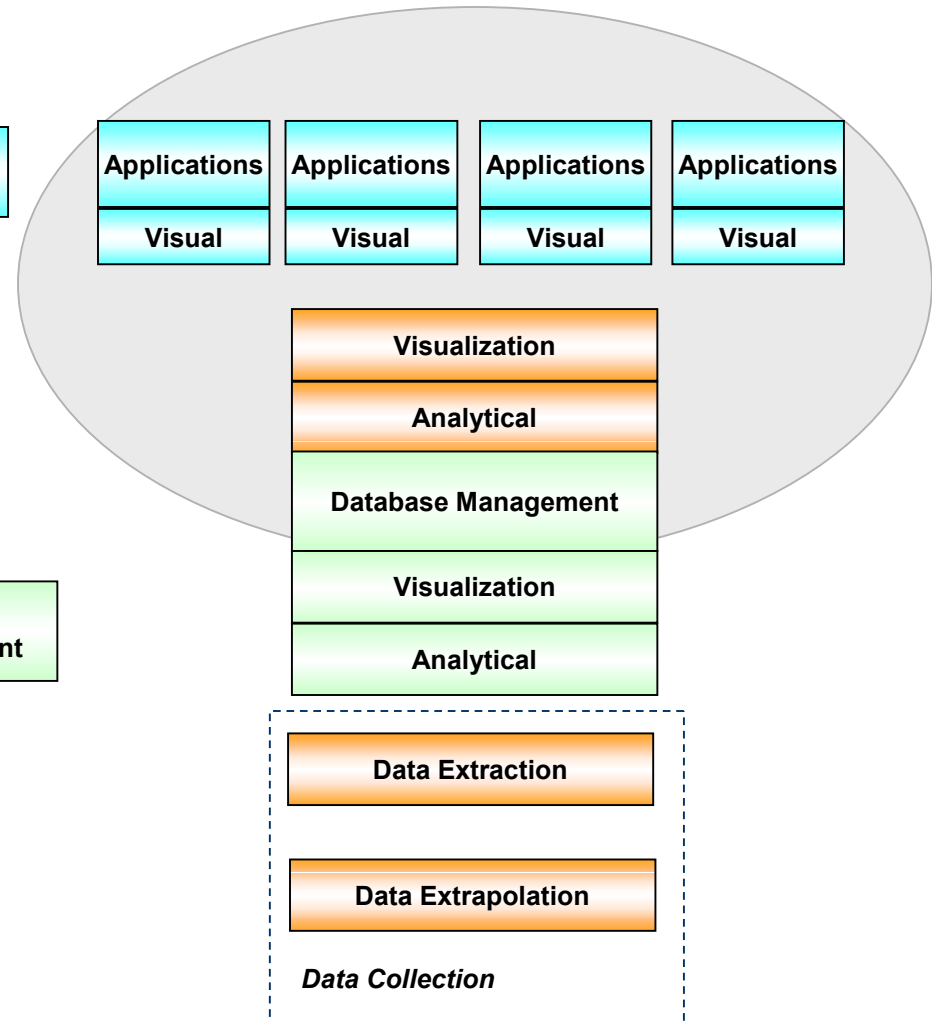 Applications Applications Applications Applications
Visual Visual Visual Visual
Visualization
Analytical
Database Management
Visualization
nt
Analytical
Data Extraction
Data Extrapolation
Data Collection